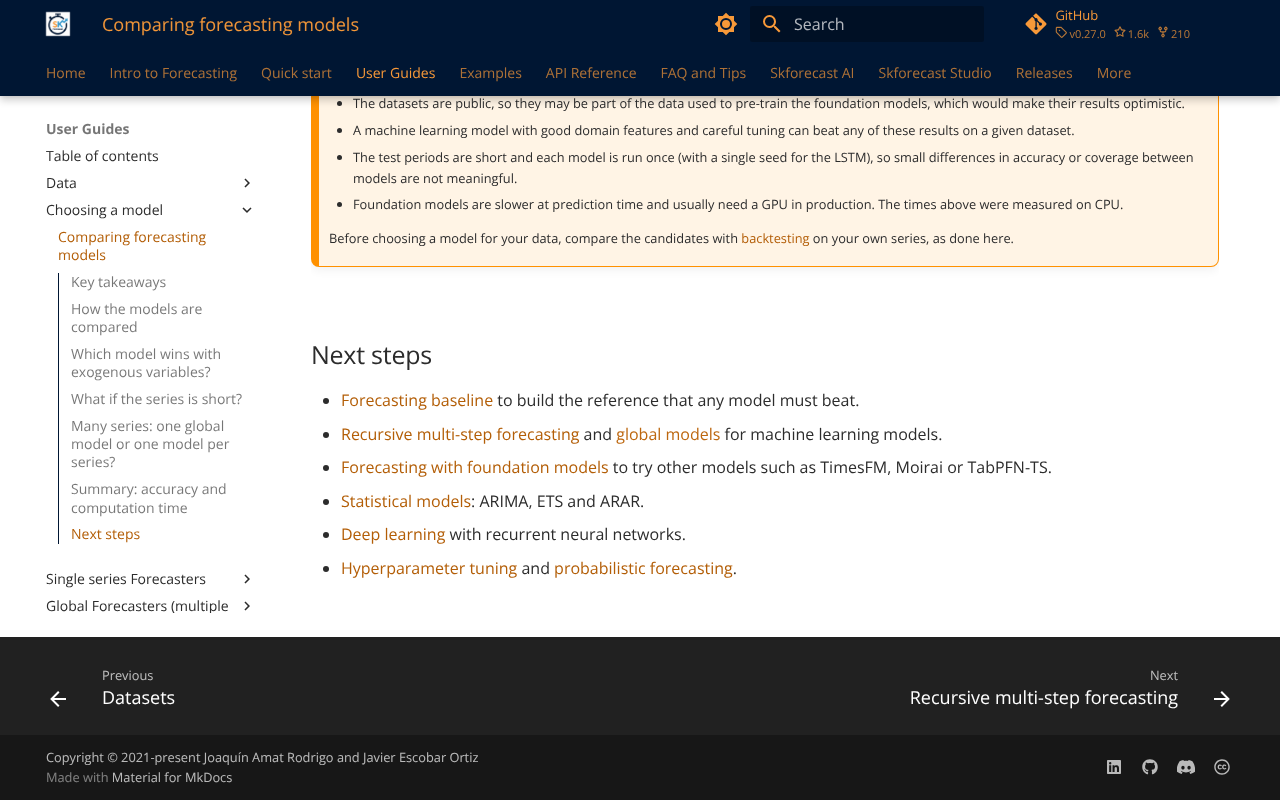 Comparing forecasting models
Search
GitHub
v0.27.0 1.6k 210
Home Intro to Forecasting Quick start User Guides Examples API Reference FAQ and Tips Skforecast AI Skforecast Studio Releases More
User Guides
Table of contents
Data
Choosing a model
Comparing forecasting
models
Key takeaways
How the models are
compared
Which model wins with
exogenous variables?
What if the series is short?
Many series: one global
model or one model per
series?
Summary: accuracy and
computation time
Next steps
Single series Forecasters
Global Forecasters (multiple
The datasets are public, so they may be part of the data used to pre-train the foundation models, which would make their results optimistic.
A machine learning model with good domain features and careful tuning can beat any of these results on a given dataset.
The test periods are short and each model is run once (with a single seed for the LSTM), so small differences in accuracy or coverage between
models are not meaningful.
Foundation models are slower at prediction time and usually need a GPU in production. The times above were measured on CPU.
Before choosing a model for your data, compare the candidates with backtesting on your own series, as done here.
Next steps
Forecasting baseline to build the reference that any model must beat.
Recursive multi-step forecasting and global models for machine learning models.
Forecasting with foundation models to try other models such as TimesFM, Moirai or TabPFN-TS.
Statistical models: ARIMA, ETS and ARAR.
Deep learning with recurrent neural networks.
Hyperparameter tuning and probabilistic forecasting.
Previous
Datasets
Next
Recursive multi-step forecasting
Copyright © 2021-present Joaquín Amat Rodrigo and Javier Escobar Ortiz
Made with Material for MkDocs